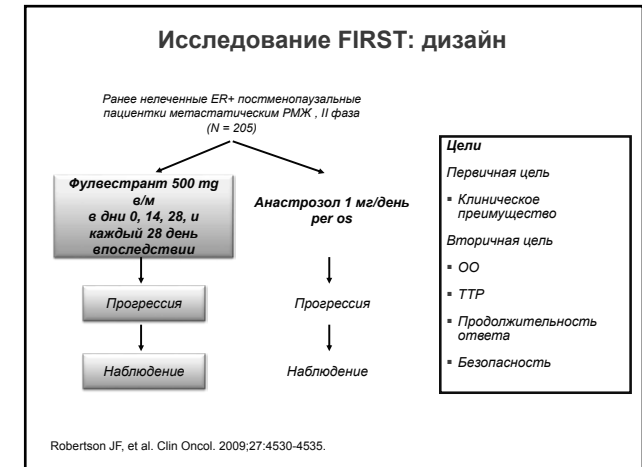 Исследование FIRST: дизайн
Ранее нелеченные ER+ постменопаузальные
пациентки метастатическим РМЖ , II фаза
(N = 205)
Фулвестрант 500 mg
в/м
в дни 0, 14, 28, и
каждый 28 день
впоследствии
Анастрозол 1 мг/день
per os
Прогрессия
Прогрессия
Наблюдение
Наблюдение
Цели
Первичная цель
▪ Клиническое
преимущество
Вторичная цель
▪ ОО
▪ ТТР
▪ Продолжительность
ответа
▪ Безопасность
Robertson JF, et al. Clin Oncol. 2009;27:4530-4535.